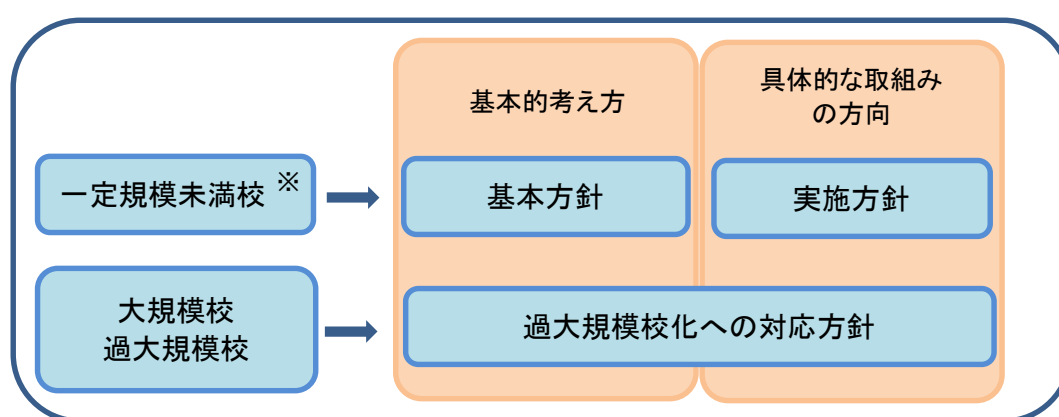 基本的考え方
具体的な取組み
の方向
一定規模未満校 ※
基本方針
実施方針
大規模校
過大規模校
過大規模校化への対応方針